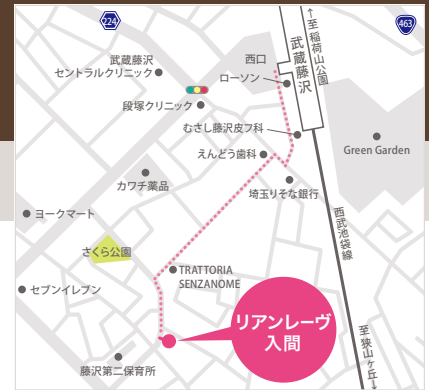 224
463
←至稲荷山公園
武蔵藤沢
セントラルクリニック
西口
ローソン
武蔵藤沢
段塚クリニック
むさし藤沢皮フ科
えんどう歯科
Green Garden
カワチ薬品
埼玉りそな銀行
ヨークマート
西武池袋線
さくら公園
TRATTORIA
SENZANOME
セブンイレブン
リアンレーヴ
入間
至狭山ヶ丘→
藤沢第二保育所